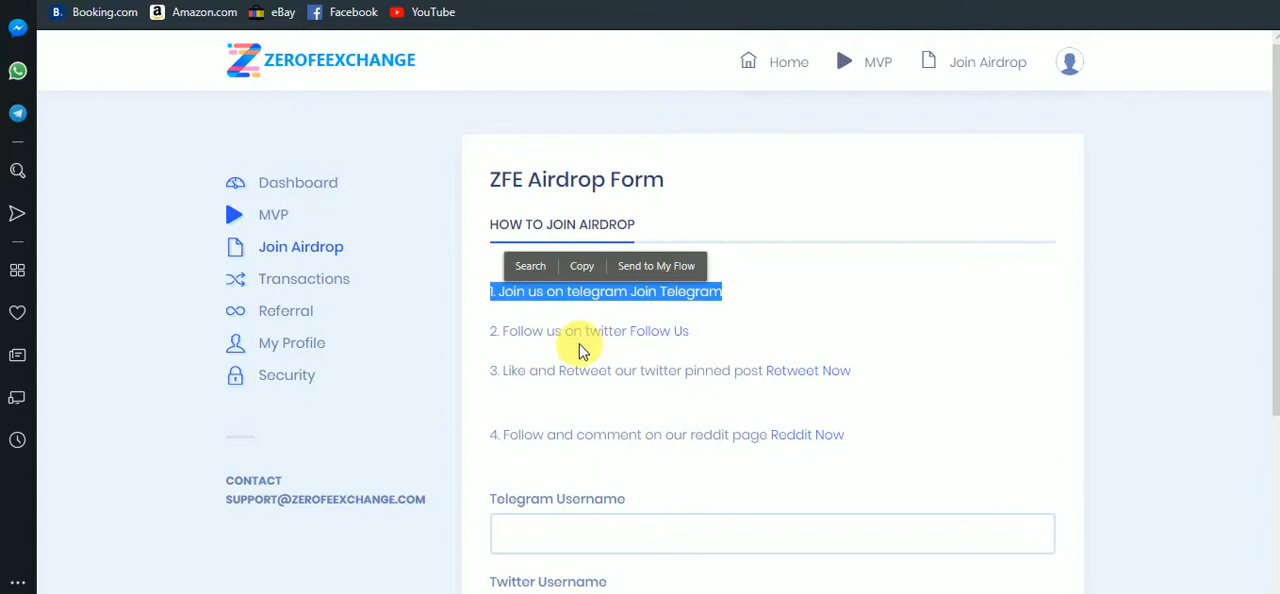 Booking.com Amazon.com eBay Facebook YouTube
ZEROFEEXCHANGE
Home MVP Join Airdrop
Dashboard
MVP
Join Airdrop
Transactions
Referral
My Profile
Security
CONTACT
SUPPORT@ZEROFEEXCHANGE.COM
ZFE Airdrop Form
HOW TO JOIN AIRDROP
Search Copy Send to My Flow
1. Join us on telegram Join Telegram
2. Follow us on twitter Follow Us
3. Like and Retweet our twitter pinned post Retweet Now
4. Follow and comment on our reddit page Reddit Now
Telegram Username
Twitter Username